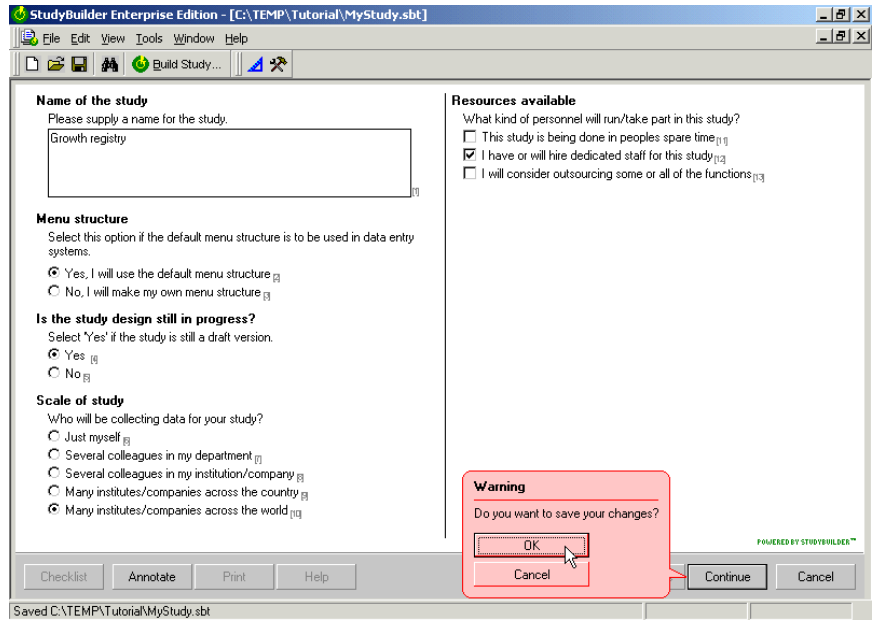 StudyBuilder Enterprise Edition - [C:\TEMP\Tutorial\MyStudy.sbt]
File Edit View Tools Window Help
Build Study...
Name of the study
Please supply a name for the study.
Growth registry
[1]
Menu structure
Select this option if the default menu structure is to be used in data entry
systems.
Yes, I will use the default menu structure [2]
No, I will make my own menu structure [3]
Is the study design still in progress?
Select 'Yes' if the study is still a draft version.
Yes [4]
No [5]
Scale of study
Who will be collecting data for your study?
Just myself [6]
Several colleagues in my department [7]
Several colleagues in my institution/company [8]
Many institutes/companies across the country [9]
Many institutes/companies across the world [10]
Resources available
What kind of personnel will run/take part in this study?
This study is being done in peoples spare time [11]
I have or will hire dedicated staff for this study [12]
I will consider outsourcing some or all of the functions [13]
Warning
Do you want to save your changes?
OK
Cancel
POWERED BY STUDYBUILDER™
Checklist Annotate Print Help Continue Cancel
Saved C:\TEMP\Tutorial\MyStudy.sbt